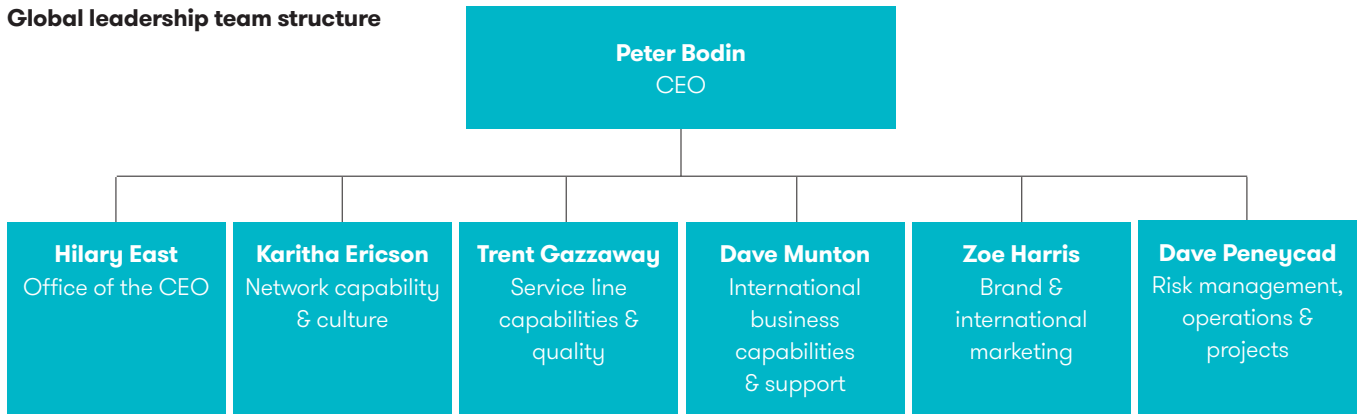 Global leadership team structure
Peter Bodin
CEO
Hilary East
Office of the CEO
Karitha Ericson
Network capability
& culture
Trent Gazzaway
Service line
capabilities &
quality
Dave Munton
International
business
capabilities
& support
Zoe Harris
Brand &
international
marketing
Dave Peneycad
Risk management,
operations &
projects